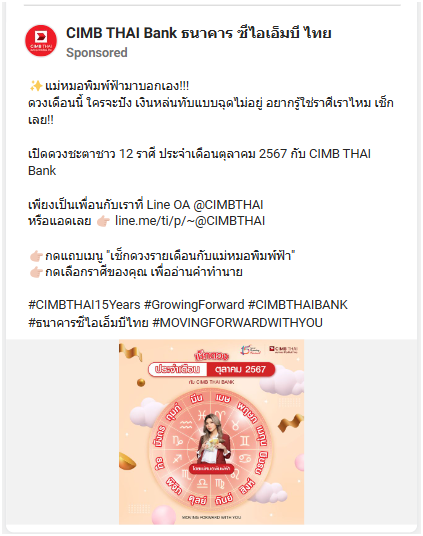 CIMB THAI Bank ธนาคาร ซีไอเอ็มบี ไทย
Sponsored
✨แม่หมอพิมพ์ฟ้ามาบอกเอง!!!
ดวงเดือนนี้ ใครจะปัง เงินหล่นทับแบบฉุดไม่อยู่ อยากรู้ใช่ราศีเราไหม เช็ก
เลย!!
เปิดดวงชะตาชาว 12 ราศี ประจำเดือนตุลาคม 2567 กับ CIMB THAI
Bank
เพียงเป็นเพื่อนกับเราที่ Line OA @CIMBTHAI
หรือแอดเลย 👉🏻 line.me/ti/p/~@CIMBTHAI
👉🏻กดแถบเมนู "เช็กดวงรายเดือนกับแม่หมอพิมพ์ฟ้า"
👉🏻กดเลือกราศีของคุณ เพื่ออ่านคำทำนาย
#CIMBTHAI15Years #GrowingForward #CIMBTHAIBANK
#ธนาคารซีไอเอ็มบีไทย #MOVINGFORWARDWITHYOU
เช็กดวง
ประจำเดือน ตุลาคม 2567
กับ CIMB THAI BANK
CIMB THAI
เมษ
พฤษภ
เมถุน
กรกฎ
สิงห์
กันย์
ตุลย์
พิจิก
ธนู
มังกร
กุมภ์
มีน
โดยแม่หมอพิมพ์ฟ้า
MOVING FORWARD WITH YOU